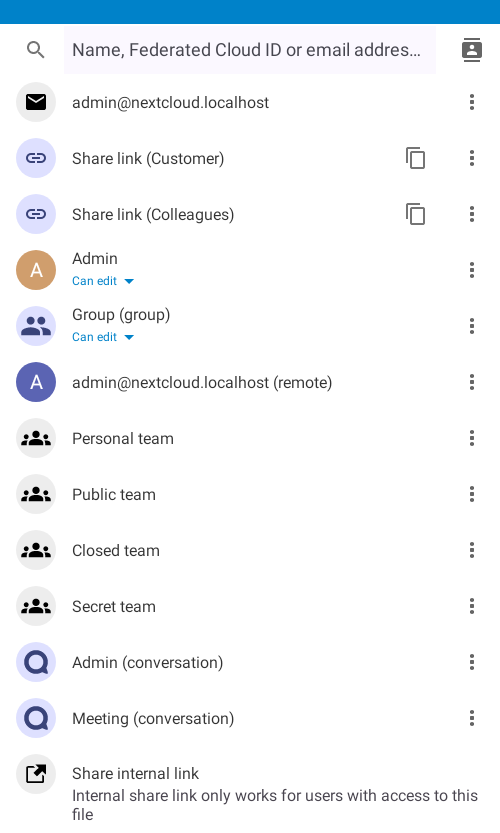 Name, Federated Cloud ID or email addres…
admin@nextcloud.localhost
Share link (Customer)
Share link (Colleagues)
A
Admin
Can edit
Group (group)
Can edit
A
admin@nextcloud.localhost (remote)
Personal team
Public team
Closed team
Secret team
Admin (conversation)
Meeting (conversation)
Share internal link
Internal share link only works for users with access to this
file